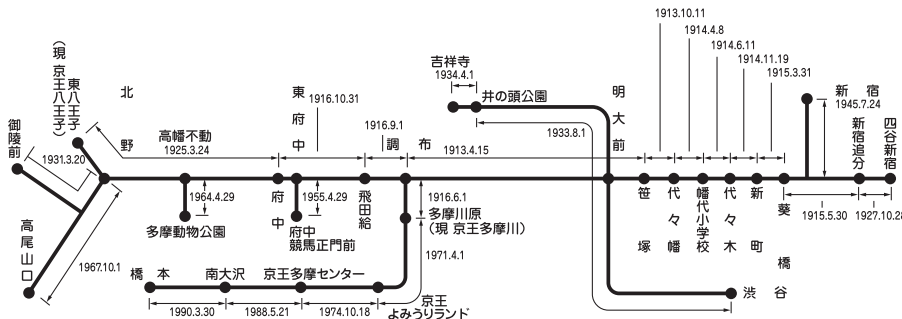 1913.10.11
1914.4.8
1914.6.11
1914.11.19
1915.3.31
吉祥寺
1934.4.1
井の頭公園
明大前
新宿
1945.7.24
新宿追分
四谷新宿
東八王子
(現 京王八王子)
北野
東府中
1916.10.31
1916.9.1
調布
1933.8.1
御陵前
1931.3.20
高幡不動
1925.3.24
1913.4.15
1964.4.29
多摩動物公園
府中
1955.4.29
府中
競馬正門前
飛田給
1916.6.1
多摩川原
(現 京王多摩川)
笹塚
代々幡
幡代小学校
代々木
新町
葵橋
1915.5.30
1927.10.28
高尾山口
1967.10.1
橋本
南大沢
京王多摩センター
1971.4.1
京王
よみうりランド
渋谷
1990.3.30
1988.5.21
1974.10.18